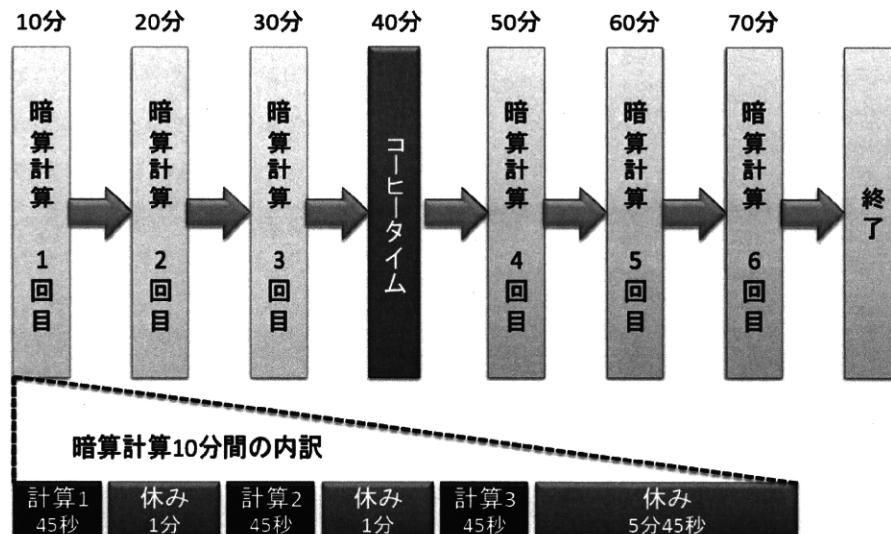 10分
20分
30分
40分
50分
60分
70分
暗算計算 1回目
暗算計算 2回目
暗算計算 3回目
コーヒータイム
暗算計算 4回目
暗算計算 5回目
暗算計算 6回目
終了
暗算計算10分間の内訳
計算1
45秒
休み
1分
計算2
45秒
休み
1分
計算3
45秒
休み
5分45秒